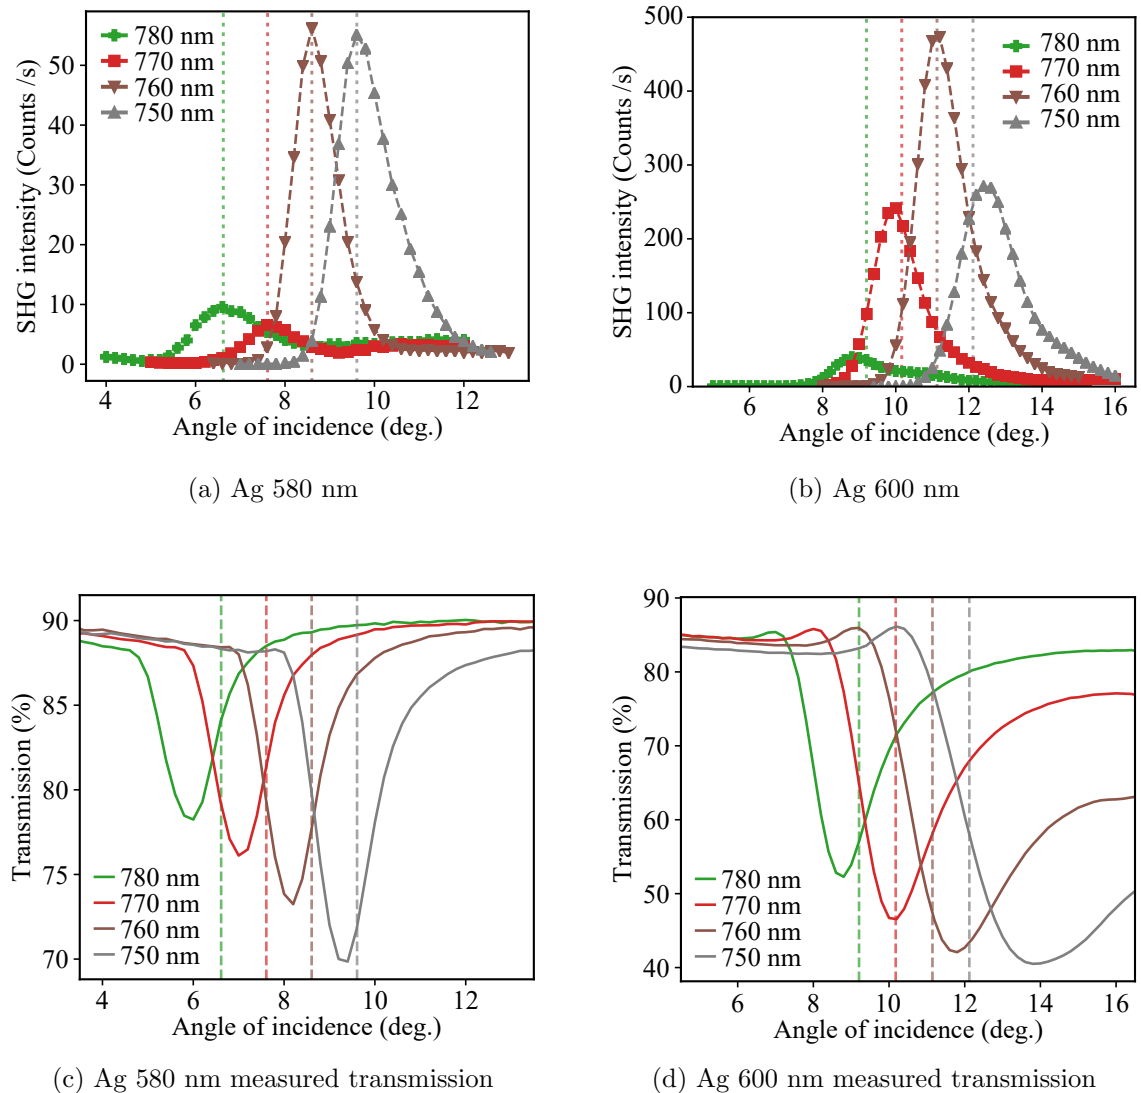 780 nm
770 nm
760 nm
750 nm
SHG intensity (Counts /s)
50
40
30
20
10
0
4 6 8 10 12
Angle of incidence (deg.)
(a) Ag 580 nm
780 nm
770 nm
760 nm
750 nm
SHG intensity (Counts /s)
500
400
300
200
100
0
6 8 10 12 14 16
Angle of incidence (deg.)
(b) Ag 600 nm
Transmission (%)
90
85
80
75
70
780 nm
770 nm
760 nm
750 nm
4 6 8 10 12
Angle of incidence (deg.)
(c) Ag 580 nm measured transmission
Transmission (%)
90
80
70
60
50
40
780 nm
770 nm
760 nm
750 nm
6 8 10 12 14 16
Angle of incidence (deg.)
(d) Ag 600 nm measured transmission